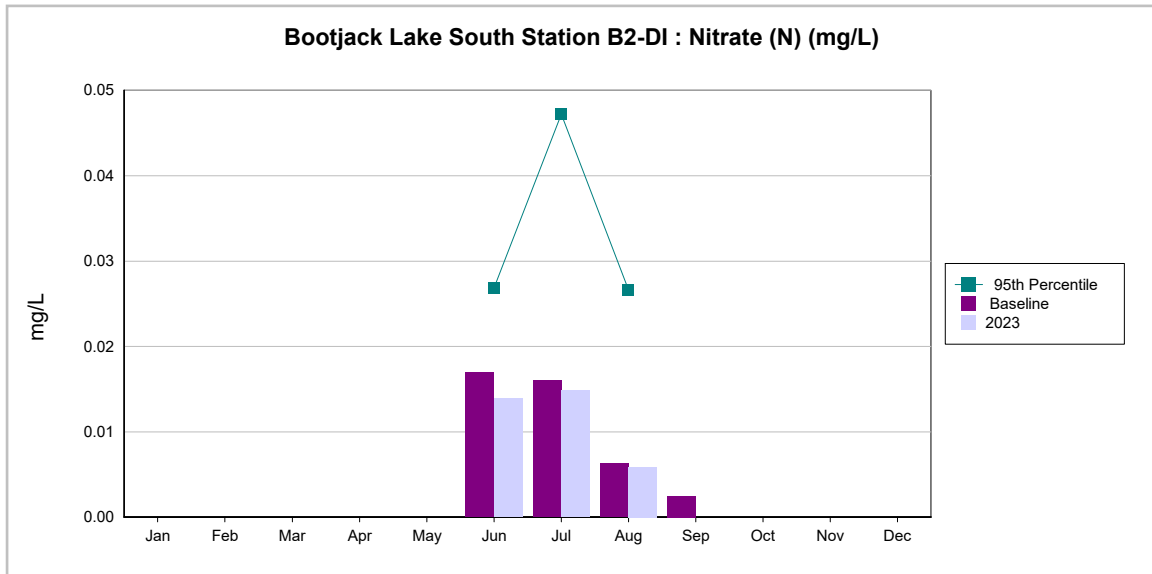 Bootjack Lake South Station B2-DI : Nitrate (N) (mg/L)
0.05
0.04
0.03
0.02
0.01
0.00
mg/L
Jan Feb Mar Apr May Jun Jul Aug Sep Oct Nov Dec
95th Percentile
Baseline
2023